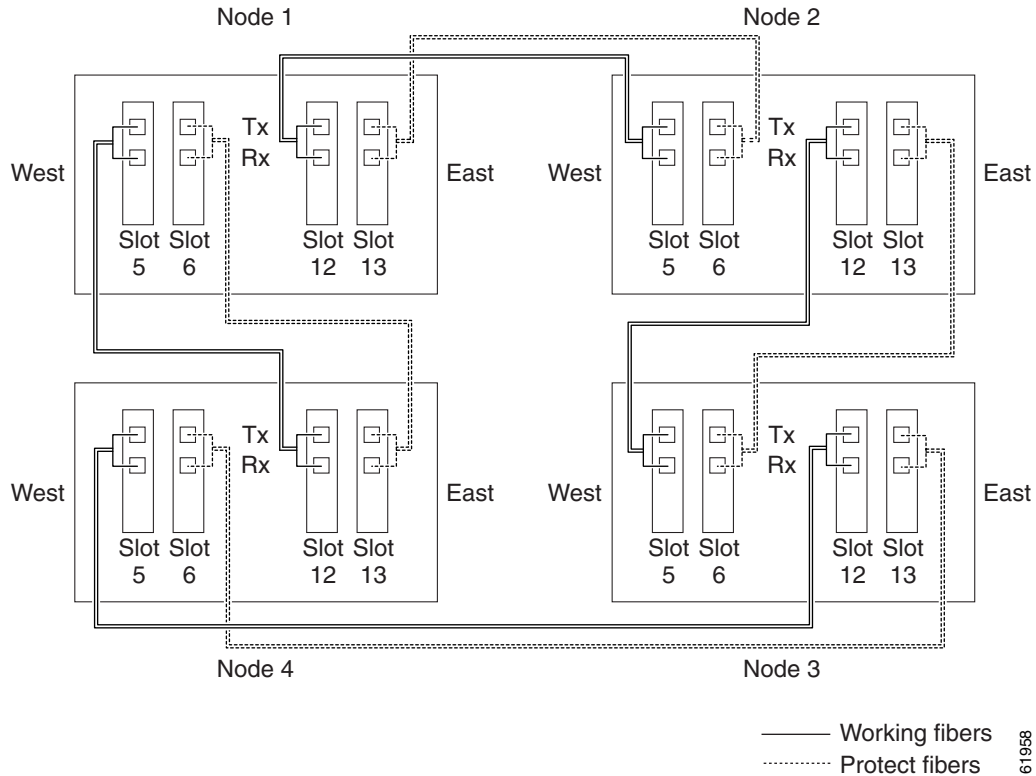 Node 1
Node 2
Tx
Rx
West
East
Slot 5
Slot 6
Slot 12
Slot 13
Tx
Rx
West
East
Slot 5
Slot 6
Slot 12
Slot 13
Tx
Rx
West
East
Slot 5
Slot 6
Slot 12
Slot 13
Tx
Rx
West
East
Slot 5
Slot 6
Slot 12
Slot 13
Node 4
Node 3
Working fibers
Protect fibers
61958